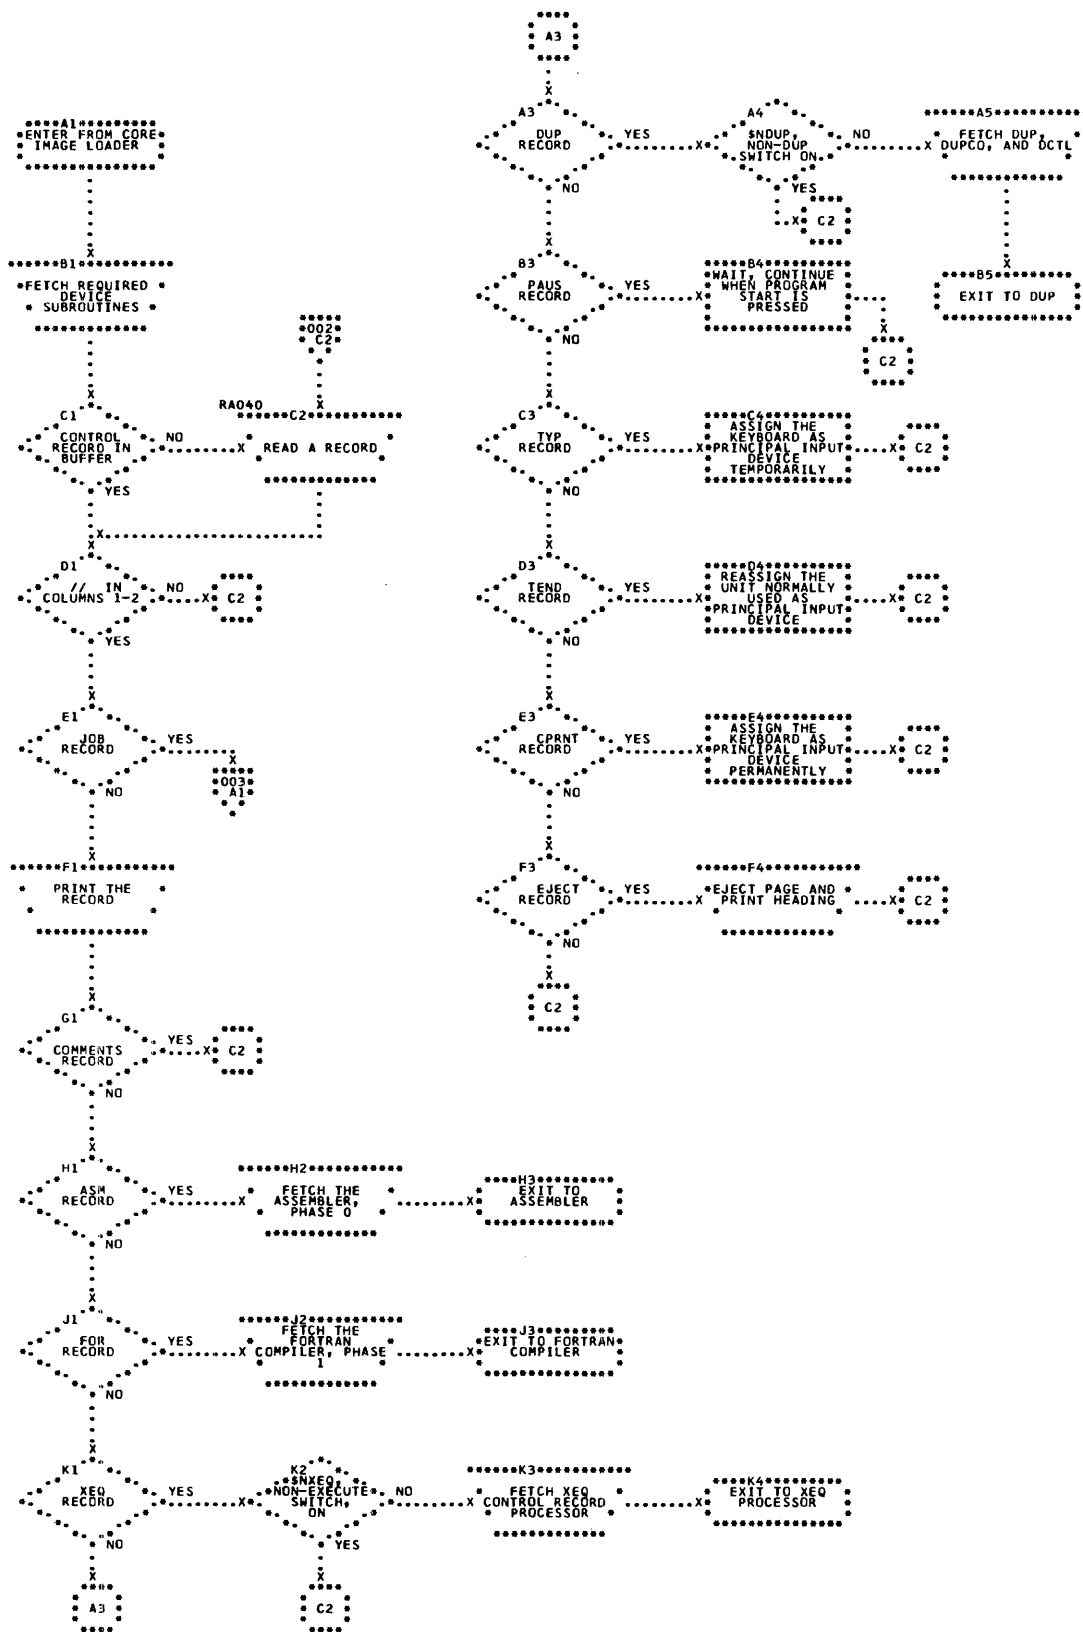 A1
ENTER FROM CORE
IMAGE LOADER
B1
FETCH REQUIRED
DEVICE
SUBROUTINES
002
C2
C1
CONTROL
RECORD IN
BUFFER
NO
YES
RA040
C2
READ A RECORD
D1
// IN
COLUMNS 1-2
NO
C2
YES
E1
JOB
RECORD
YES
003
A1
NO
F1
PRINT THE
RECORD
G1
COMMENTS
RECORD
YES
C2
NO
H1
ASM
RECORD
YES
H2
FETCH THE
ASSEMBLER,
PHASE 0
H3
EXIT TO
ASSEMBLER
NO
J1
FOR
RECORD
YES
J2
FETCH THE
FORTRAN
COMPILER, PHASE
1
J3
EXIT TO FORTRAN
COMPILER
NO
K1
XEQ
RECORD
YES
K2
$NXEQ,
NON-EXECUTE
SWITCH,
ON
NO
K3
FETCH XEQ
CONTROL RECORD
PROCESSOR
K4
EXIT TO XEQ
PROCESSOR
NO
A3
YES
C2
A3
A3
DUP
RECORD
YES
A4
$NDUP,
NON-DUP
SWITCH ON
NO
A5
FETCH DUP,
DUPCO, AND DCTL
YES
C2
NO
B5
EXIT TO DUP
B3
PAUS
RECORD
YES
B4
WAIT, CONTINUE
WHEN PROGRAM
START IS
PRESSED
C2
NO
C3
TYP
RECORD
YES
C4
ASSIGN THE
KEYBOARD AS
PRINCIPAL INPUT
DEVICE
TEMPORARILY
C2
NO
D3
TEND
RECORD
YES
D4
REASSIGN THE
UNIT NORMALLY
USED AS
PRINCIPAL INPUT
DEVICE
C2
NO
E3
CPRNT
RECORD
YES
E4
ASSIGN THE
KEYBOARD AS
PRINCIPAL INPUT
DEVICE
PERMANENTLY
C2
NO
F3
EJECT
RECORD
YES
F4
EJECT PAGE AND
PRINT HEADING
C2
NO
C2